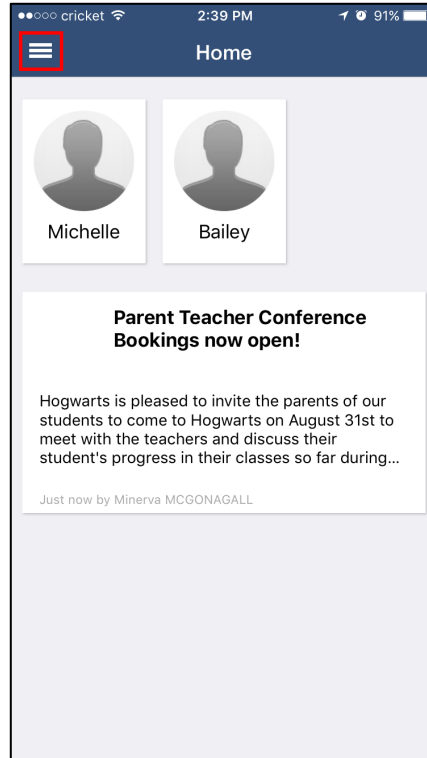 cricket 2:39 PM 91%
Home
Michelle Bailey
Parent Teacher Conference
Bookings now open!
Hogwarts is pleased to invite the parents of our
students to come to Hogwarts on August 31st to
meet with the teachers and discuss their
student's progress in their classes so far during...
Just now by Minerva MCGONAGALL